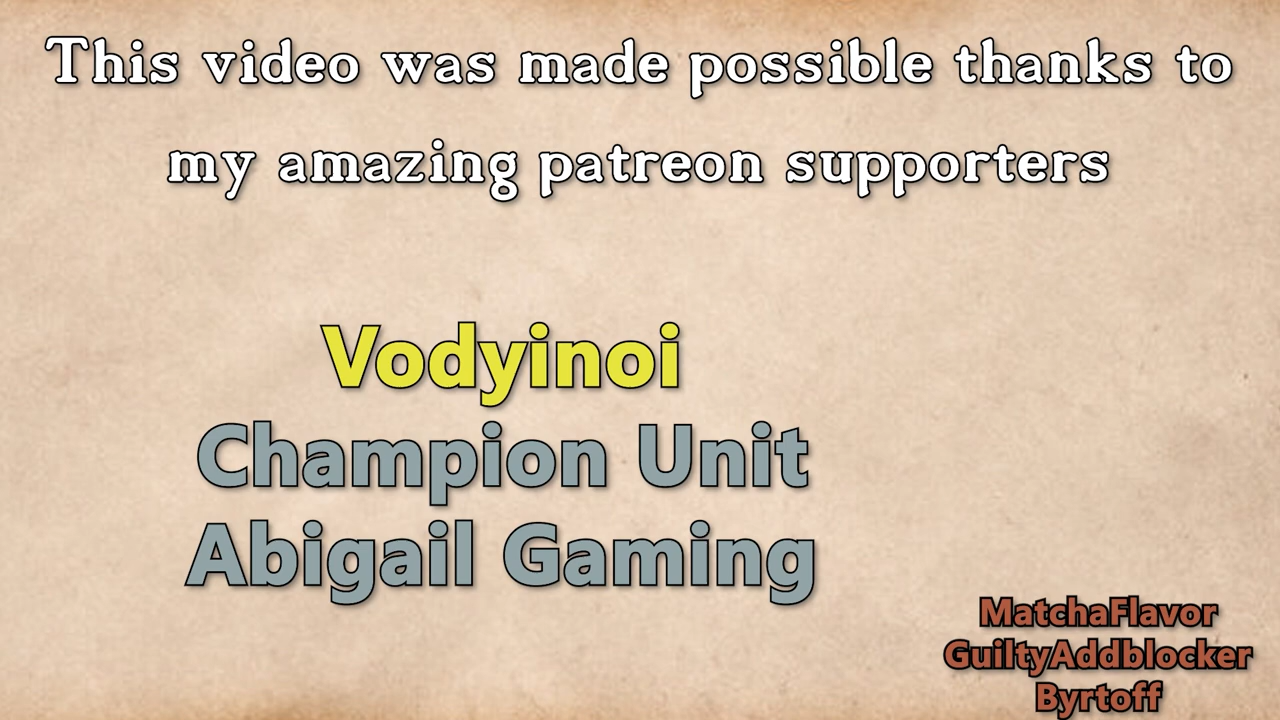 This video was made possible thanks to
my amazing patreon supporters
Vodyinoi
Champion Unit
Abigail Gaming
MatchaFlavor
GuiltyAddblocker
Byrtoff